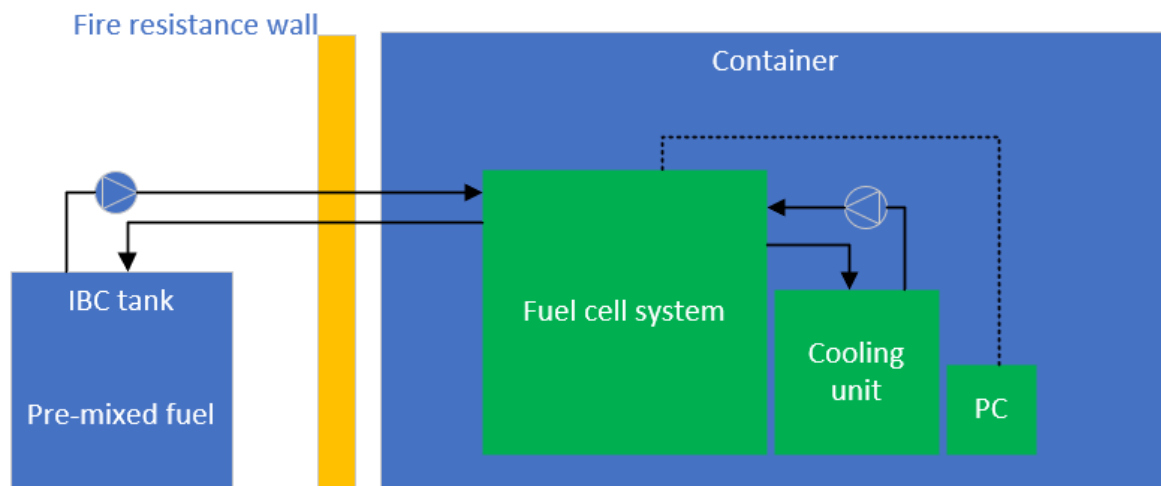 Fire resistance wall
Container
IBC tank
Pre-mixed fuel
Fuel cell system
Cooling
unit
PC